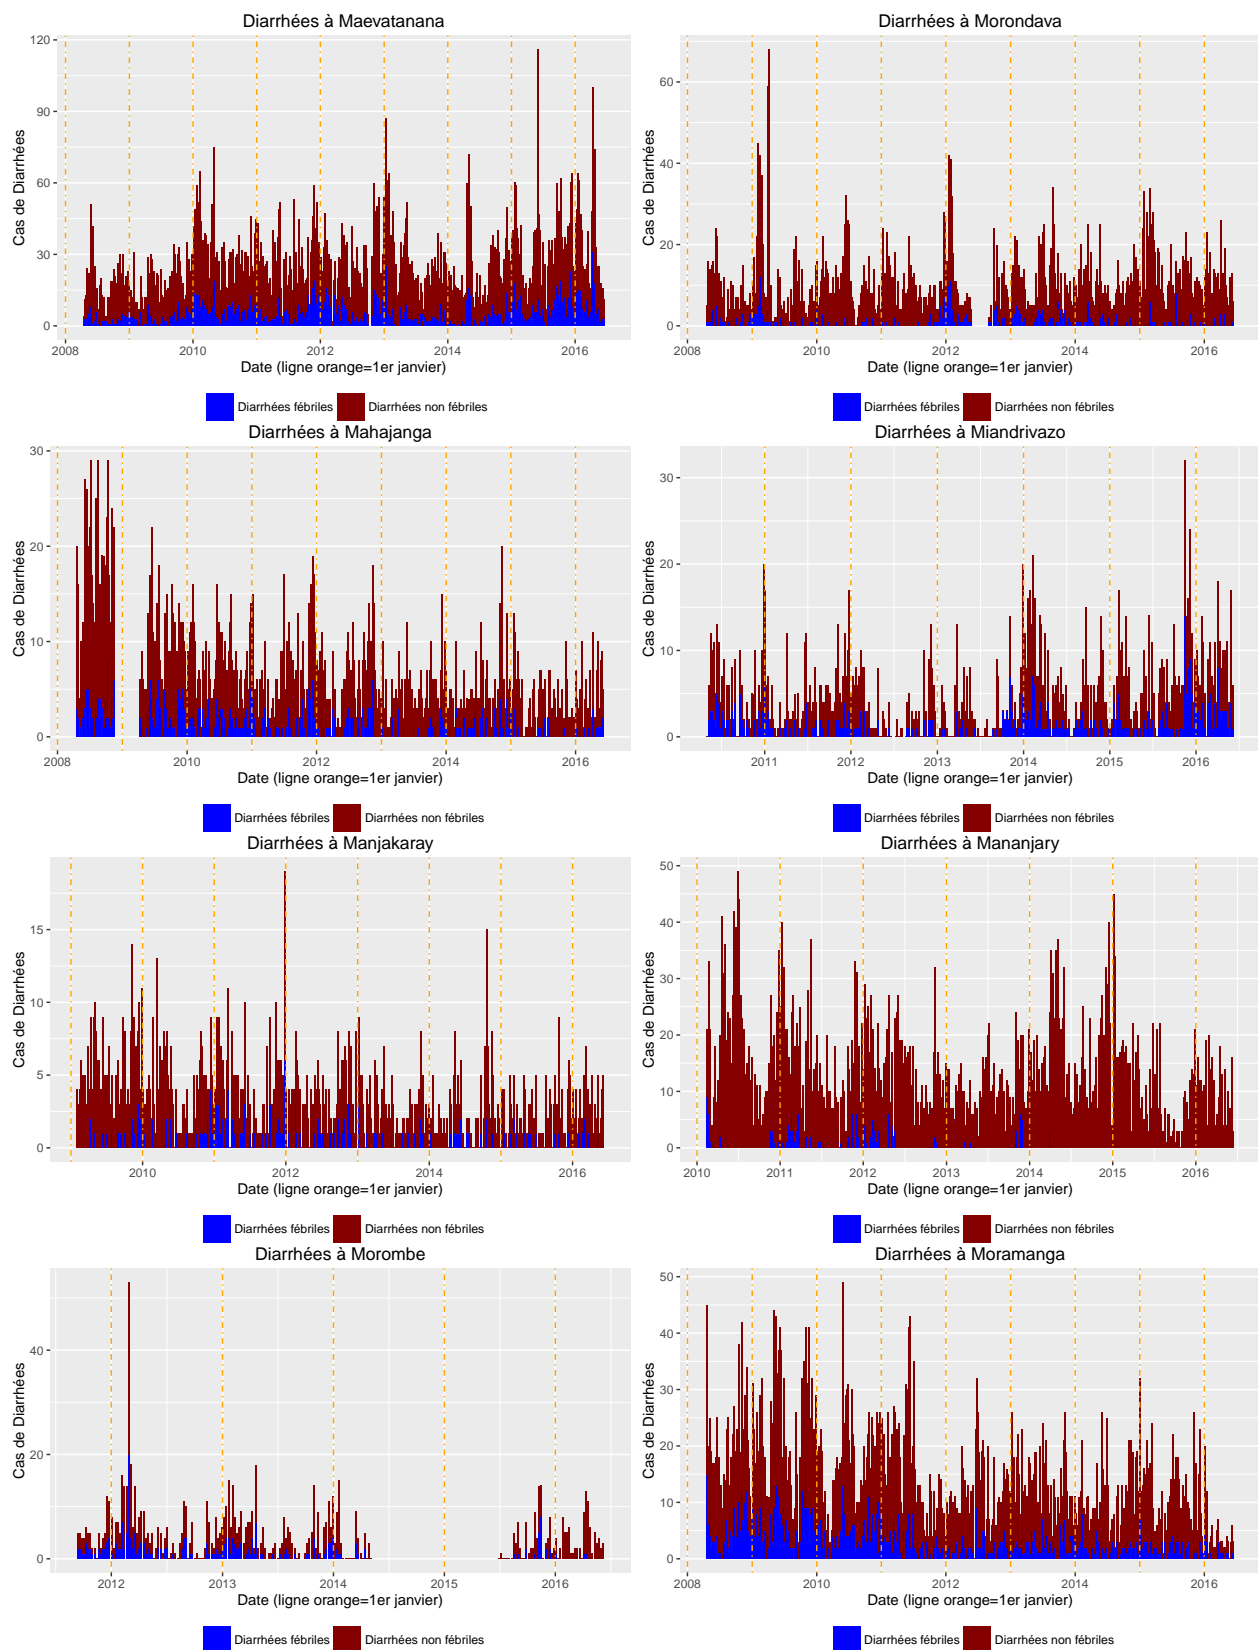 Diarrhées à Maevatanana
Cas de Diarrhées
120
90
60
30
0
2008 2010 2012 2014 2016
Date (ligne orange=1er janvier)
Diarrhées fébriles Diarrhées non fébriles
Diarrhées à Morondava
Cas de Diarrhées
60
40
20
0
2008 2010 2012 2014 2016
Date (ligne orange=1er janvier)
Diarrhées fébriles Diarrhées non fébriles
Diarrhées à Mahajanga
Cas de Diarrhées
30
20
10
0
2008 2010 2012 2014 2016
Date (ligne orange=1er janvier)
Diarrhées fébriles Diarrhées non fébriles
Diarrhées à Miandrivazo
Cas de Diarrhées
30
20
10
0
2011 2012 2013 2014 2015 2016
Date (ligne orange=1er janvier)
Diarrhées fébriles Diarrhées non fébriles
Diarrhées à Manjakaray
Cas de Diarrhées
15
10
5
0
2010 2012 2014 2016
Date (ligne orange=1er janvier)
Diarrhées fébriles Diarrhées non fébriles
Diarrhées à Mananjary
Cas de Diarrhées
50
40
30
20
10
0
2010 2011 2012 2013 2014 2015 2016
Date (ligne orange=1er janvier)
Diarrhées fébriles Diarrhées non fébriles
Diarrhées à Morombe
Cas de Diarrhées
40
20
0
2012 2013 2014 2015 2016
Date (ligne orange=1er janvier)
Diarrhées fébriles Diarrhées non fébriles
Diarrhées à Moramanga
Cas de Diarrhées
50
40
30
20
10
0
2008 2010 2012 2014 2016
Date (ligne orange=1er janvier)
Diarrhées fébriles Diarrhées non fébriles